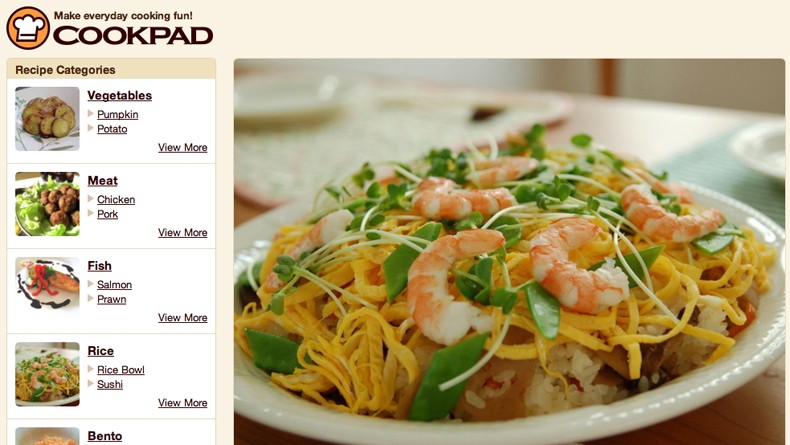 Make everyday cooking fun!
COOKPAD
Recipe Categories
Vegetables
Pumpkin
Potato
View More
Meat
Chicken
Pork
View More
Fish
Salmon
Prawn
View More
Rice
Rice Bowl
Sushi
View More
Bento